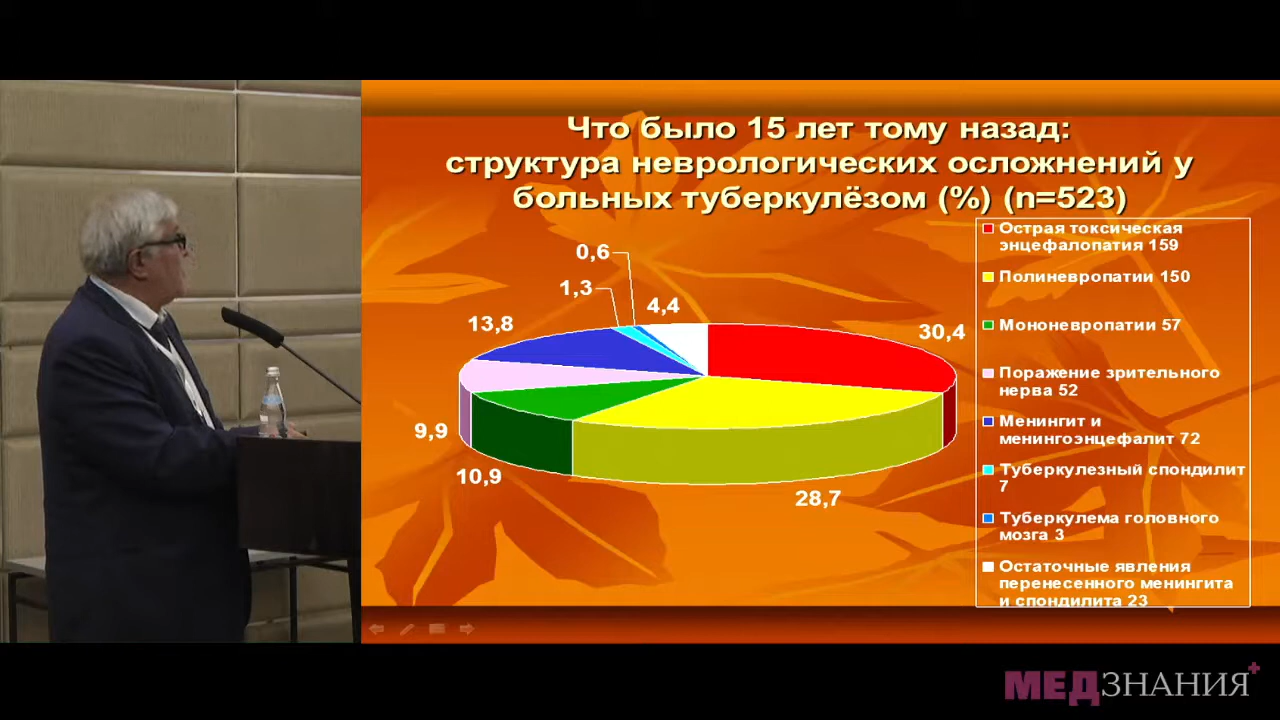 Что было 15 лет тому назад:
структура неврологических осложнений у
больных туберкулёзом (%) (n=523)
0,6
1,3
4,4
13,8
30,4
9,9
10,9
28,7
Острая токсическая
энцефалопатия 159
Полиневропатии 150
Мононевропатии 57
Поражение зрительного
нерва 52
Менингит и
менингоэнцефалит 72
Туберкулезный спондилит
7
Туберкулема головного
мозга 3
Остаточные явления
перенесенного менингита
и спондилита 23
МЕДЗНАНИЯ+